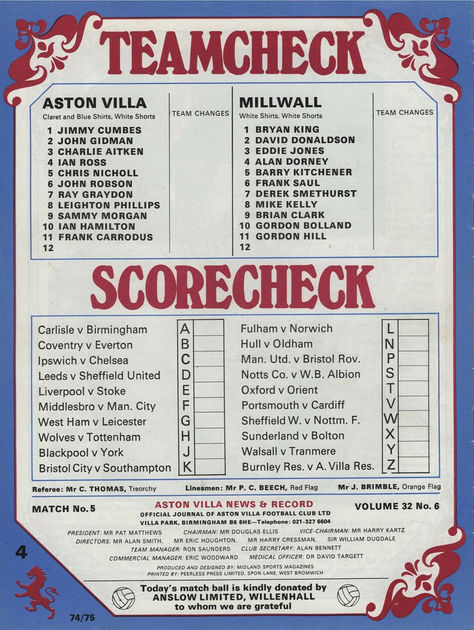 TEAMCHECK
ASTON VILLA
Claret and Blue Shirts, White Shorts
TEAM CHANGES
1 JIMMY CUMBES
2 JOHN GIDMAN
3 CHARLIE AITKEN
4 IAN ROSS
5 CHRIS NICHOLL
6 JOHN ROBSON
7 RAY GRAYDON
8 LEIGHTON PHILLIPS
9 SAMMY MORGAN
10 IAN HAMILTON
11 FRANK CARRODUS
12
MILLWALL
White Shirts, White Shorts
TEAM CHANGES
1 BRYAN KING
2 DAVID DONALDSON
3 EDDIE JONES
4 ALAN DORNEY
5 BARRY KITCHENER
6 FRANK SAUL
7 DEREK SMETHURST
8 MIKE KELLY
9 BRIAN CLARK
10 GORDON BOLLAND
11 GORDON HILL
12
SCORECHECK
Carlisle v Birmingham A
Coventry v Everton B
Ipswich v Chelsea C
Leeds v Sheffield United D
Liverpool v Stoke E
Middlesbro v Man. City F
West Ham v Leicester G
Wolves v Tottenham H
Blackpool v York J
Bristol City v Southampton K
Fulham v Norwich L
Hull v Oldham N
Man. Utd. v Bristol Rov. P
Notts Co. v W.B. Albion S
Oxford v Orient T
Portsmouth v Cardiff V
Sheffield W. v Nottm. F. W
Sunderland v Bolton X
Walsall v Tranmere Y
Burnley Res. v A. Villa Res. Z
Referee: Mr C. THOMAS, Treorchy Linesmen: Mr P. C. BEECH, Red Flag Mr J. BRIMBLE, Orange Flag
MATCH No.5
ASTON VILLA NEWS & RECORD
VOLUME 32 No. 6
OFFICIAL JOURNAL OF ASTON VILLA FOOTBALL CLUB LTD
VILLA PARK, BIRMINGHAM B6 6HE—Telephone: 021-327 6604
PRESIDENT: MR PAT MATTHEWS CHAIRMAN: MR DOUGLAS ELLIS VICE-CHAIRMAN: MR HARRY KARTZ
DIRECTORS: MR ALAN SMITH, MR ERIC HOUGHTON, MR HARRY CRESSMAN, SIR WILLIAM DUGDALE
TEAM MANAGER: RON SAUNDERS CLUB SECRETARY: ALAN BENNETT
COMMERCIAL MANAGER: ERIC WOODWARD MEDICAL OFFICER: DR DAVID TARGETT
PRODUCED AND DESIGNED BY: MIDLAND SPORTS MAGAZINES
PRINTED BY: PEERLESS PRESS LIMITED, SPON LANE, WEST BROMWICH
4
Today's match ball is kindly donated by
ANSLOW LIMITED, WILLENHALL
to whom we are grateful
74/75